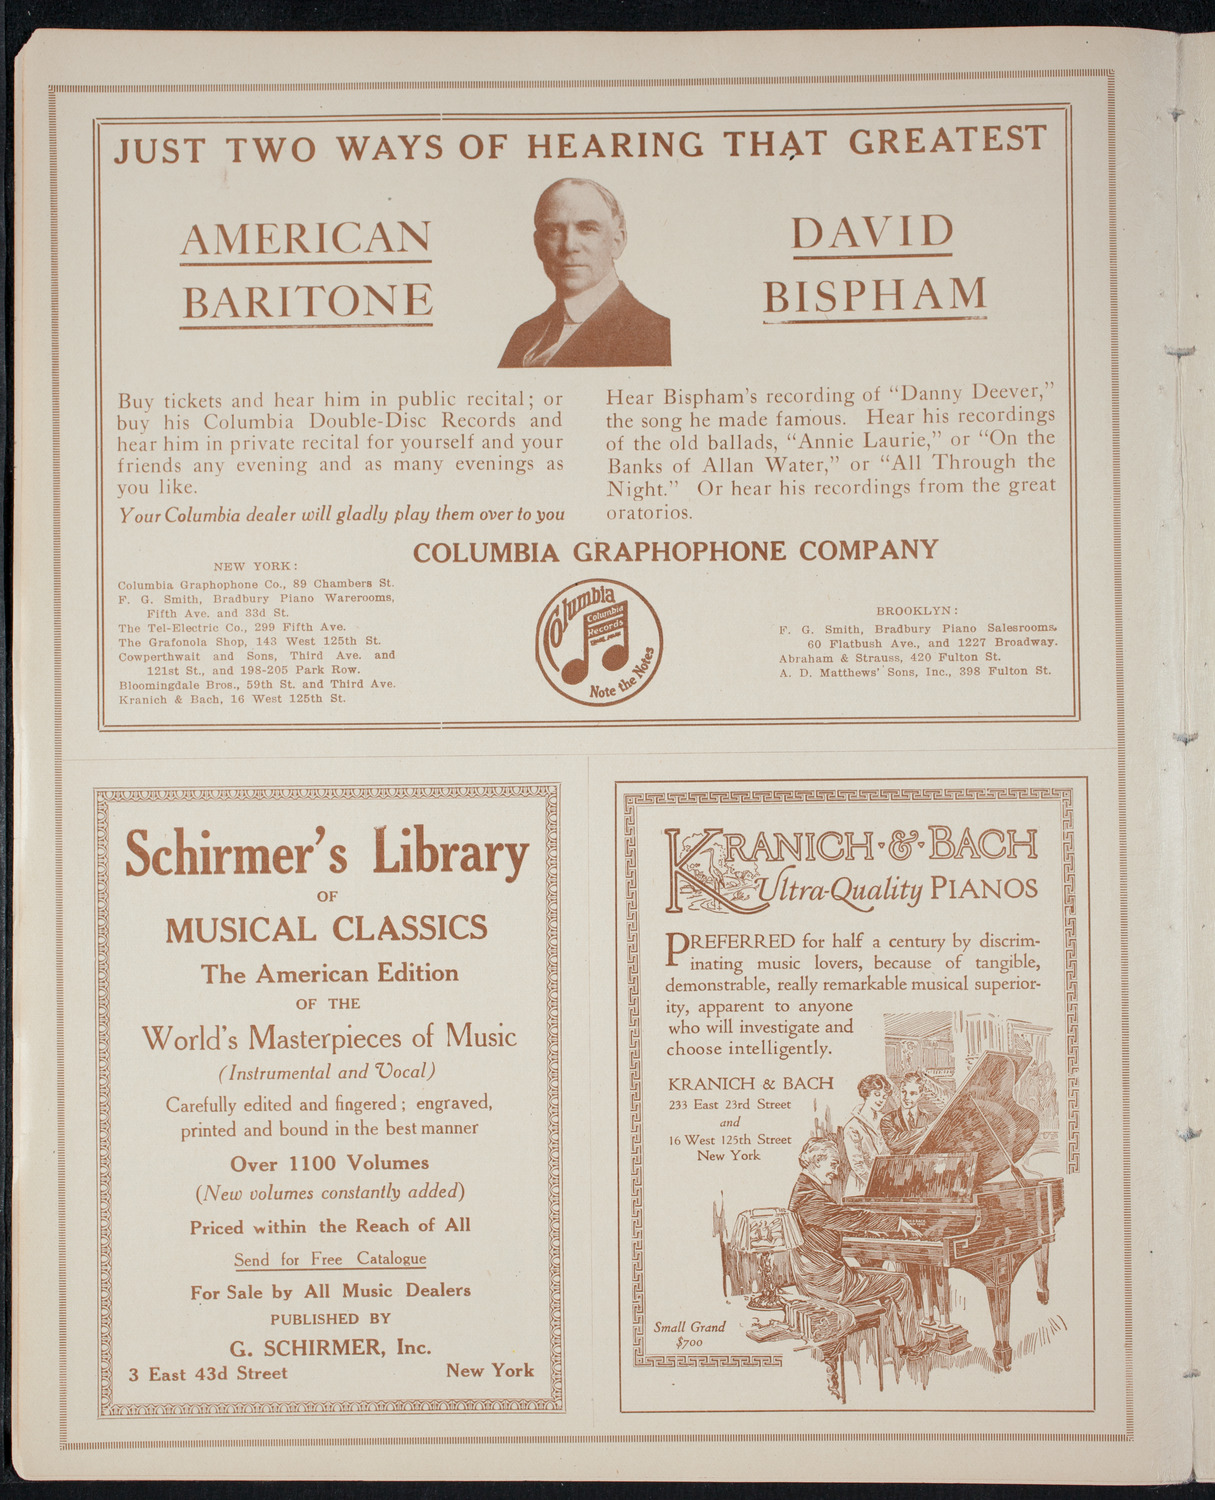 JUST TWO WAYS OF HEARING THAT GREATEST
AMERICAN
BARITONE
DAVID
BISPHAM
Buy tickets and hear him in public recital; or
buy his Columbia Double-Disc Records and
hear him in private recital for yourself and your
friends any evening and as many evenings as
you like.
Your Columbia dealer will gladly play them over to you
Hear Bispham's recording of "Danny Deever,"
the song he made famous. Hear his recordings
of the old ballads, "Annie Laurie," or "On the
Banks of Allan Water," or "All Through the
Night." Or hear his recordings from the great
oratorios.
COLUMBIA GRAPHOPHONE COMPANY
NEW YORK:
Columbia Graphophone Co., 89 Chambers St.
F. G. Smith, Bradbury Piano Warerooms,
Fifth Ave. and 33d St.
The Tel-Electric Co., 299 Fifth Ave.
The Grafonola Shop, 143 West 125th St.
Cowperthwait and Sons, Third Ave. and
121st St., and 198-205 Park Row.
Bloomingdale Bros., 59th St. and Third Ave.
Kranich & Bach, 16 West 125th St.
Columbia
Columbia
Records
Note the Notes
BROOKLYN:
F. G. Smith, Bradbury Piano Salesrooms,
60 Flatbush Ave., and 1227 Broadway.
Abraham & Strauss, 420 Fulton St.
A. D. Matthews' Sons, Inc., 398 Fulton St.
Schirmer's Library
OF
MUSICAL CLASSICS
The American Edition
OF THE
World's Masterpieces of Music
(Instrumental and Vocal)
Carefully edited and fingered; engraved,
printed and bound in the best manner
Over 1100 Volumes
(New volumes constantly added)
Priced within the Reach of All
Send for Free Catalogue
For Sale by All Music Dealers
PUBLISHED BY
G. SCHIRMER, Inc.
3 East 43d Street New York
KRANICH·&·BACH
Ultra-Quality PIANOS
PREFERRED for half a century by discrim-
inating music lovers, because of tangible,
demonstrable, really remarkable musical superior-
ity, apparent to anyone
who will investigate and
choose intelligently.
KRANICH & BACH
233 East 23rd Street
and
16 West 125th Street
New York
Small Grand
$700